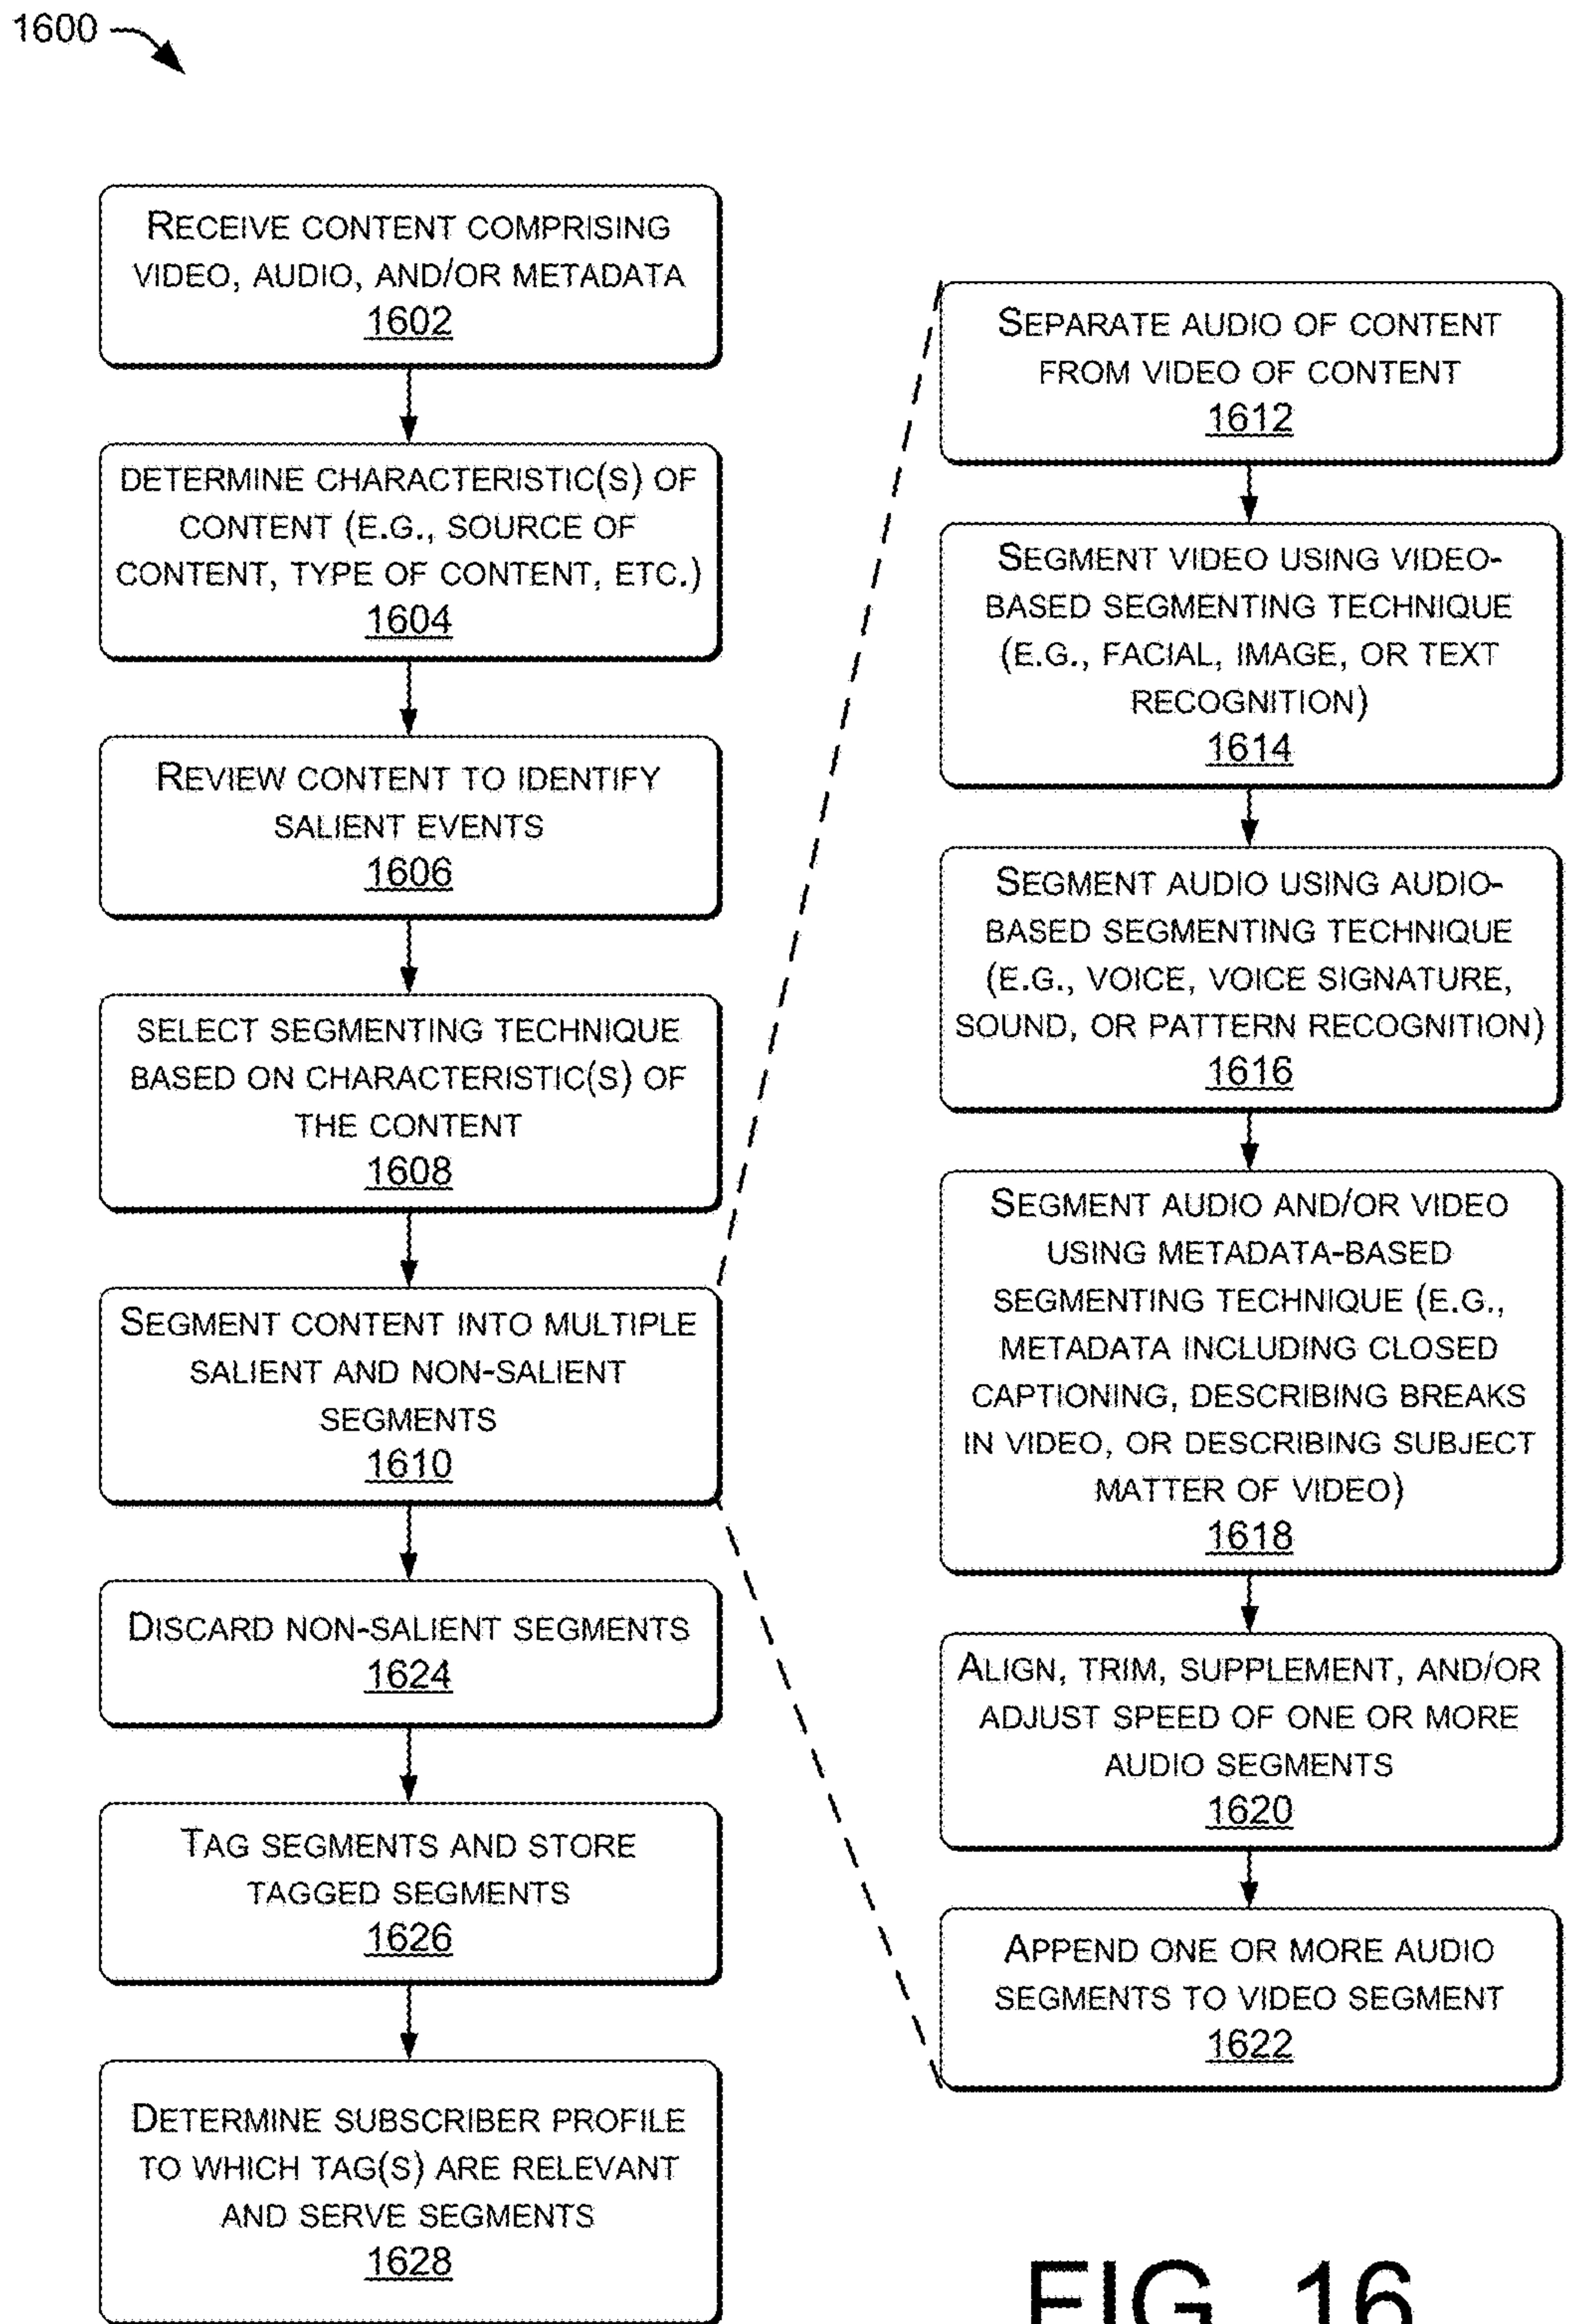 1600
RECEIVE CONTENT COMPRISING
VIDEO, AUDIO, AND/OR METADATA
1602
DETERMINE CHARACTERISTIC(S) OF
CONTENT (E.G., SOURCE OF
CONTENT, TYPE OF CONTENT, ETC.)
1604
REVIEW CONTENT TO IDENTIFY
SALIENT EVENTS
1606
SELECT SEGMENTING TECHNIQUE
BASED ON CHARACTERISTIC(S) OF
THE CONTENT
1608
SEGMENT CONTENT INTO MULTIPLE
SALIENT AND NON-SALIENT
SEGMENTS
1610
DISCARD NON-SALIENT SEGMENTS
1624
TAG SEGMENTS AND STORE
TAGGED SEGMENTS
1626
DETERMINE SUBSCRIBER PROFILE
TO WHICH TAG(S) ARE RELEVANT
AND SERVE SEGMENTS
1628
SEPARATE AUDIO OF CONTENT
FROM VIDEO OF CONTENT
1612
SEGMENT VIDEO USING VIDEO-
BASED SEGMENTING TECHNIQUE
(E.G., FACIAL, IMAGE, OR TEXT
RECOGNITION)
1614
SEGMENT AUDIO USING AUDIO-
BASED SEGMENTING TECHNIQUE
(E.G., VOICE, VOICE SIGNATURE,
SOUND, OR PATTERN RECOGNITION)
1616
SEGMENT AUDIO AND/OR VIDEO
USING METADATA-BASED
SEGMENTING TECHNIQUE (E.G.,
METADATA INCLUDING CLOSED
CAPTIONING, DESCRIBING BREAKS
IN VIDEO, OR DESCRIBING SUBJECT
MATTER OF VIDEO)
1618
ALIGN, TRIM, SUPPLEMENT, AND/OR
ADJUST SPEED OF ONE OR MORE
AUDIO SEGMENTS
1620
APPEND ONE OR MORE AUDIO
SEGMENTS TO VIDEO SEGMENT
1622
FIG. 16